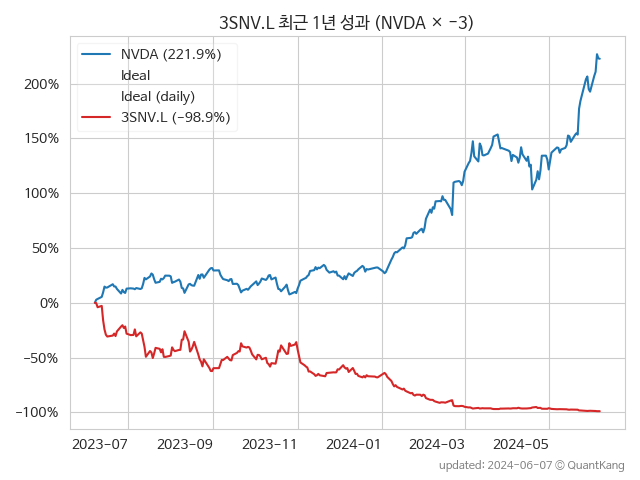 3SNV.L 최근 1년 성과 (NVDA × −3)
NVDA (221.9%)
Ideal
Ideal (daily)
3SNV.L (−98.9%)
200%
150%
100%
50%
0%
−50%
−100%
2023-07
2023-09
2023-11
2024-01
2024-03
2024-05
updated: 2024-06-07 © QuantKang